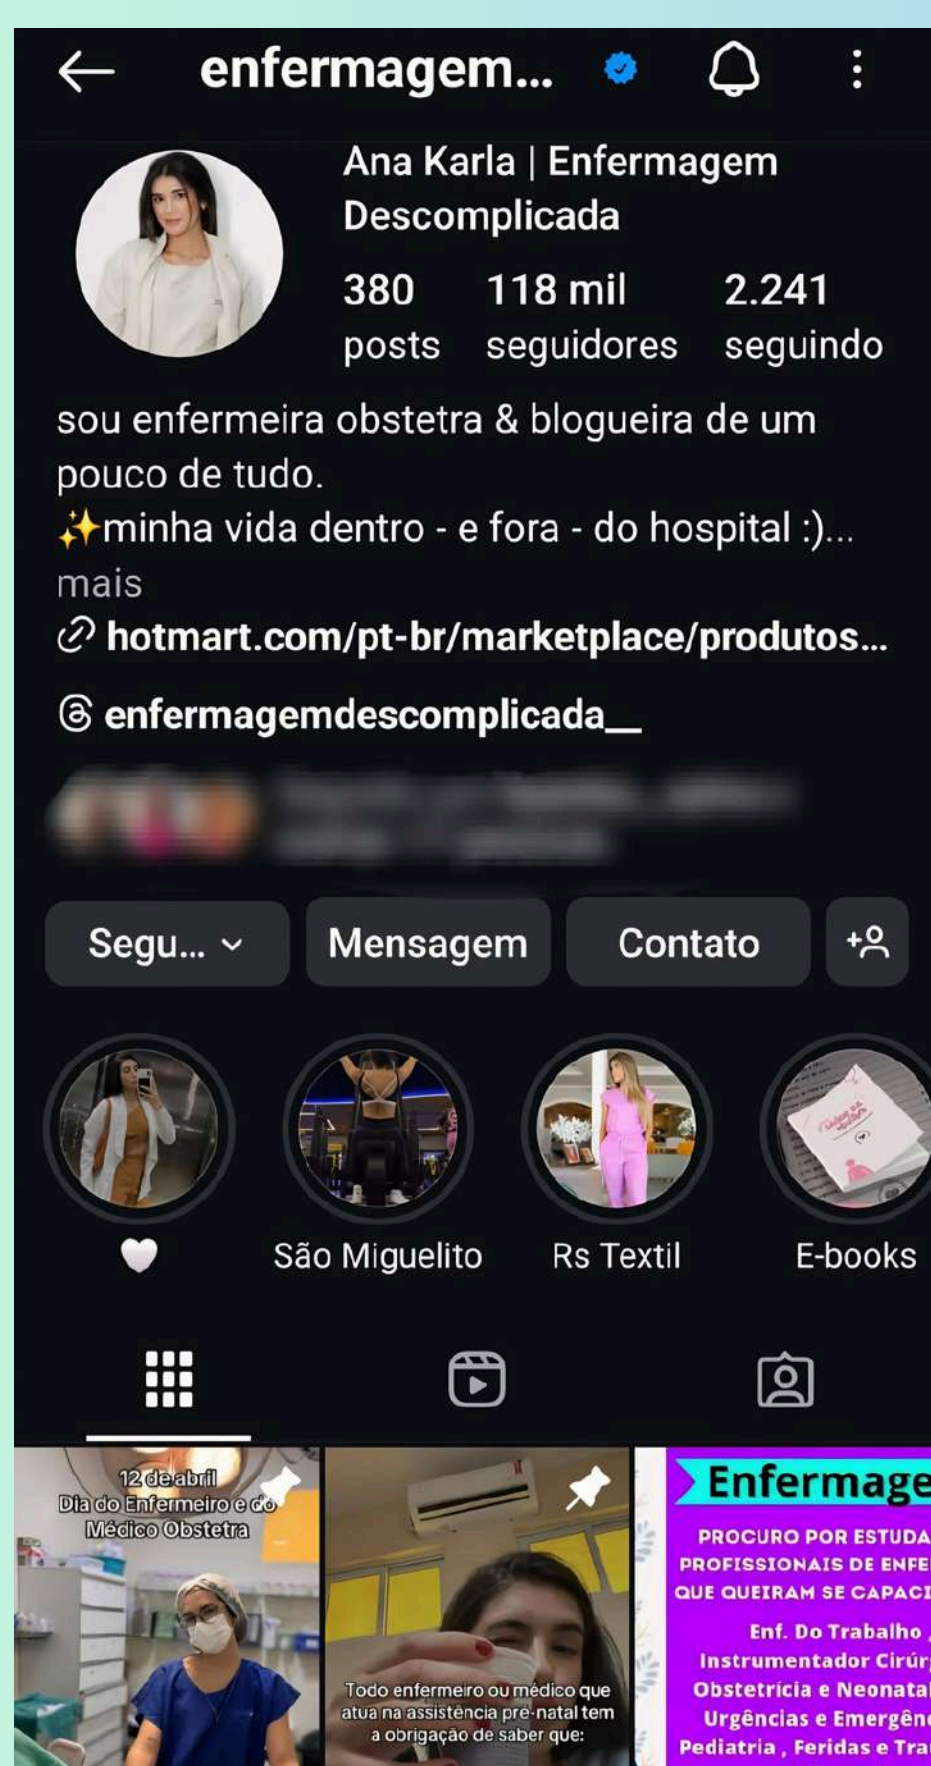 enfermagem...
Ana Karla | Enfermagem
Descomplicada
380 118 mil 2.241
posts seguidores seguindo
sou enfermeira obstetra & blogueira de um
pouco de tudo.
✨minha vida dentro - e fora - do hospital :)...
mais
hotmart.com/pt-br/marketplace/produtos...
enfermagemdescomplicada__
Segu... Mensagem Contato
🤍 São Miguelito Rs Textil E-books
12 de abril
Dia do Enfermeiro e do
Médico Obstetra
Todo enfermeiro ou médico que
atua na assistência pré-natal tem
a obrigação de saber que:
Enfermage
PROCURO POR ESTUDA
PROFISSIONAIS DE ENFE
QUE QUEIRAM SE CAPACI
Enf. Do Trabalho ,
Instrumentador Cirúrg
Obstetrícia e Neonata
Urgências e Emergên
Pediatria , Feridas e Tra